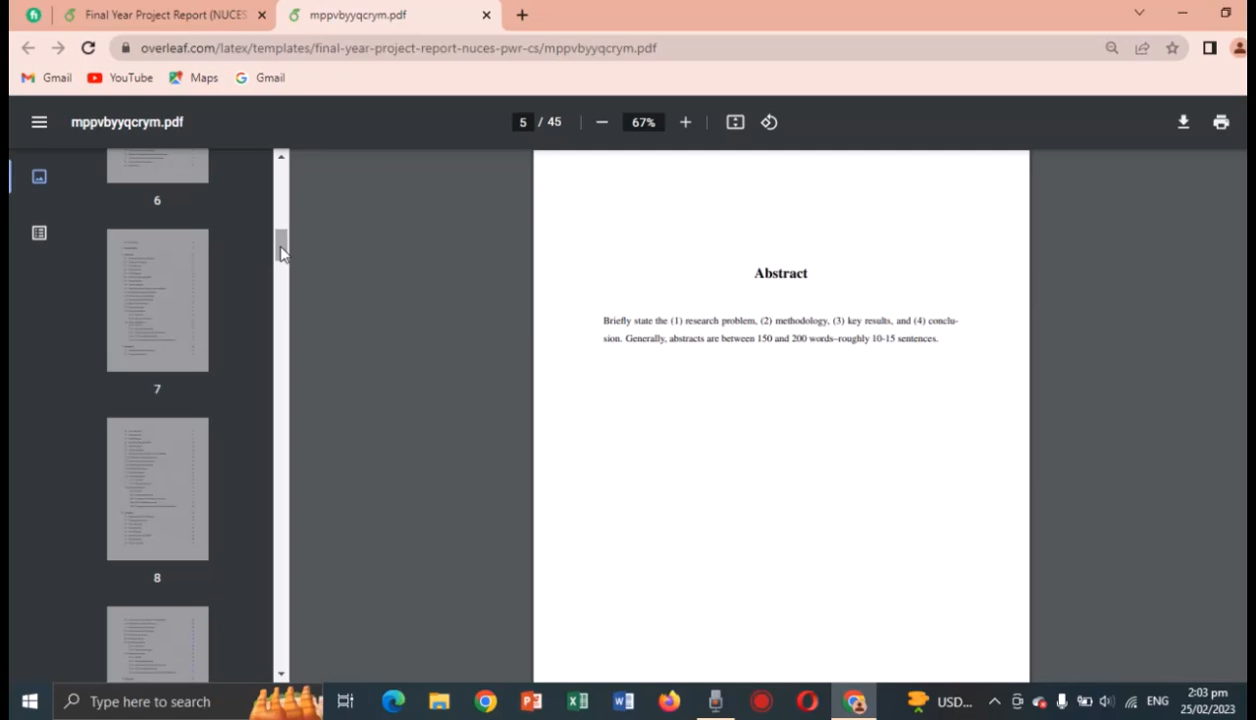 Final Year Project Report (NUCES
mppvbyyqcrym.pdf
overleaf.com/latex/templates/final-year-project-report-nuces-pwr-cs/mppvbyyqcrym.pdf
Gmail
YouTube
Maps
Gmail
mppvbyyqcrym.pdf
5 / 45
67%
6
7
8
Abstract
Briefly state the (1) research problem, (2) methodology, (3) key results, and (4) conclu-
sion. Generally, abstracts are between 150 and 200 words–roughly 10-15 sentences.
Type here to search
USD...
ENG
2:03 pm
25/02/2023